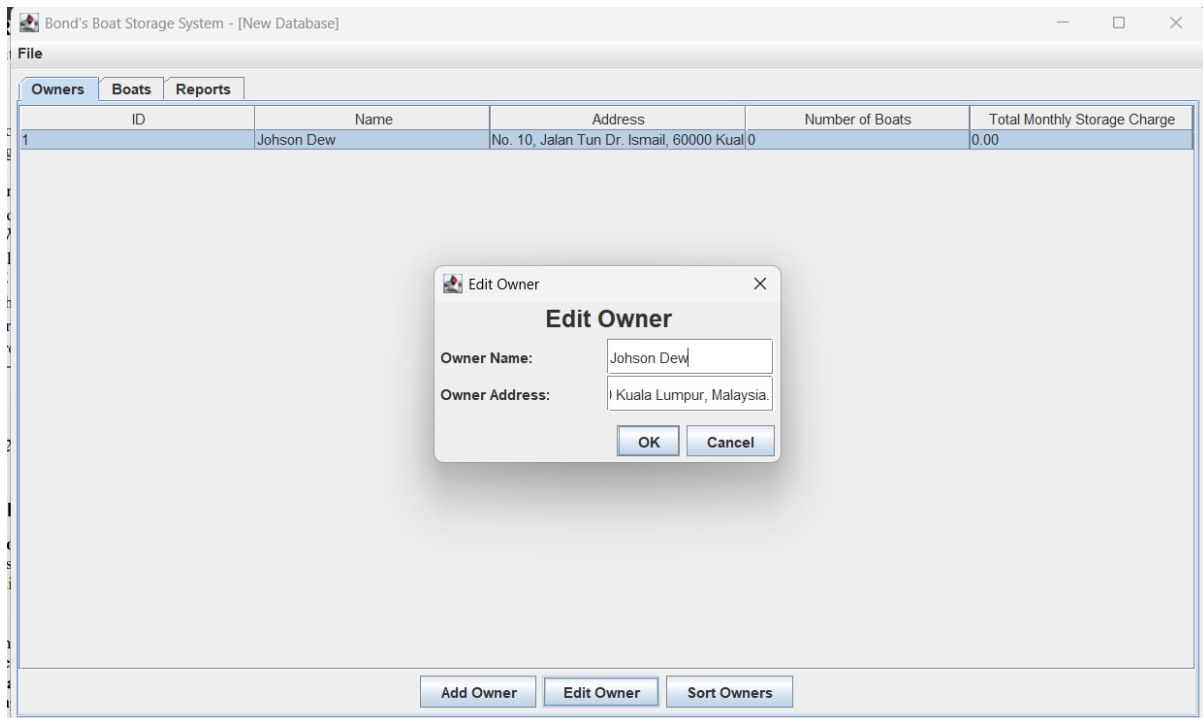 Bond's Boat Storage System - [New Database]
File
Owners Boats Reports
ID Name Address Number of Boats Total Monthly Storage Charge
1 Johson Dew No. 10, Jalan Tun Dr. Ismail, 60000 Kual 0 0.00
Edit Owner
Edit Owner
Owner Name: Johson Dew
Owner Address: Kuala Lumpur, Malaysia.
OK Cancel
Add Owner Edit Owner Sort Owners